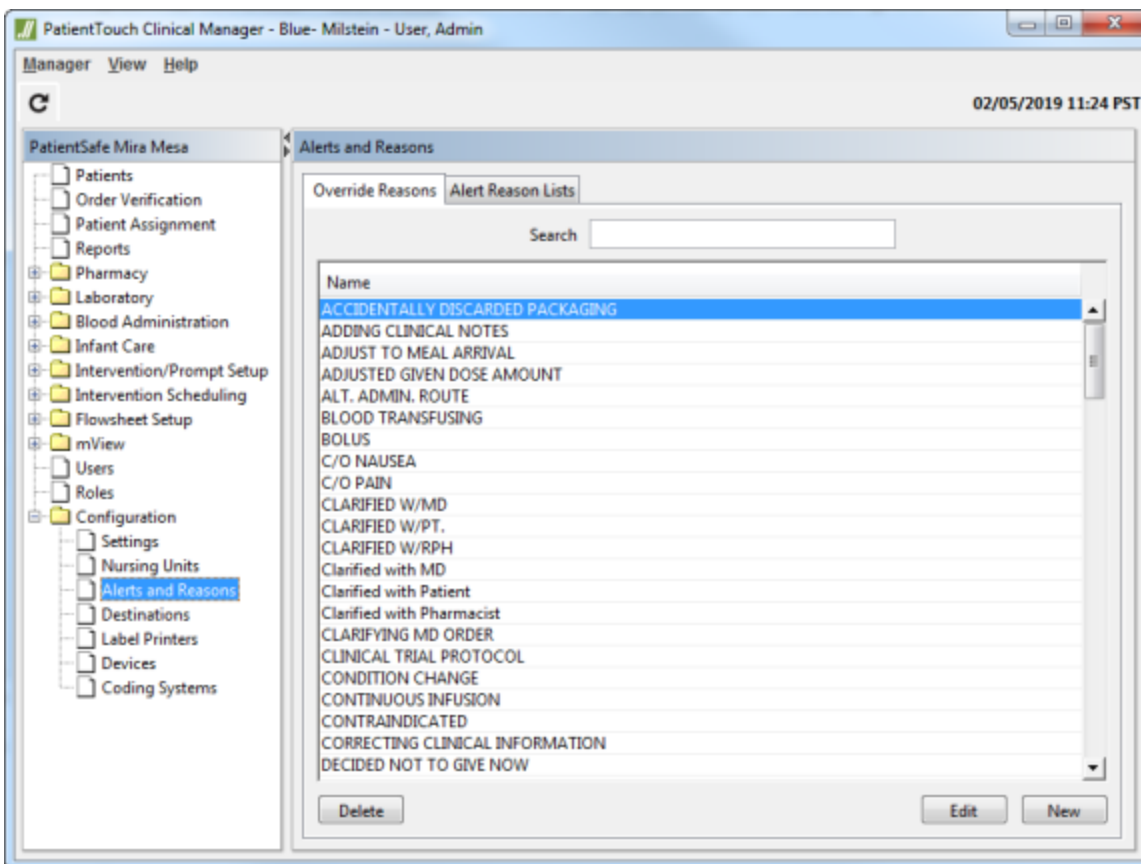 PatientTouch Clinical Manager - Blue- Milstein - User, Admin
Manager View Help
02/05/2019 11:24 PST
PatientSafe Mira Mesa
Patients
Order Verification
Patient Assignment
Reports
Pharmacy
Laboratory
Blood Administration
Infant Care
Intervention/Prompt Setup
Intervention Scheduling
Flowsheet Setup
mView
Users
Roles
Configuration
Settings
Nursing Units
Alerts and Reasons
Destinations
Label Printers
Devices
Coding Systems
Alerts and Reasons
Override Reasons Alert Reason Lists
Search
Name
ACCIDENTALLY DISCARDED PACKAGING
ADDING CLINICAL NOTES
ADJUST TO MEAL ARRIVAL
ADJUSTED GIVEN DOSE AMOUNT
ALT. ADMIN. ROUTE
BLOOD TRANSFUSING
BOLUS
C/O NAUSEA
C/O PAIN
CLARIFIED W/MD
CLARIFIED W/PT.
CLARIFIED W/RPH
Clarified with MD
Clarified with Patient
Clarified with Pharmacist
CLARIFYING MD ORDER
CLINICAL TRIAL PROTOCOL
CONDITION CHANGE
CONTINUOUS INFUSION
CONTRAINDICATED
CORRECTING CLINICAL INFORMATION
DECIDED NOT TO GIVE NOW
Delete Edit New